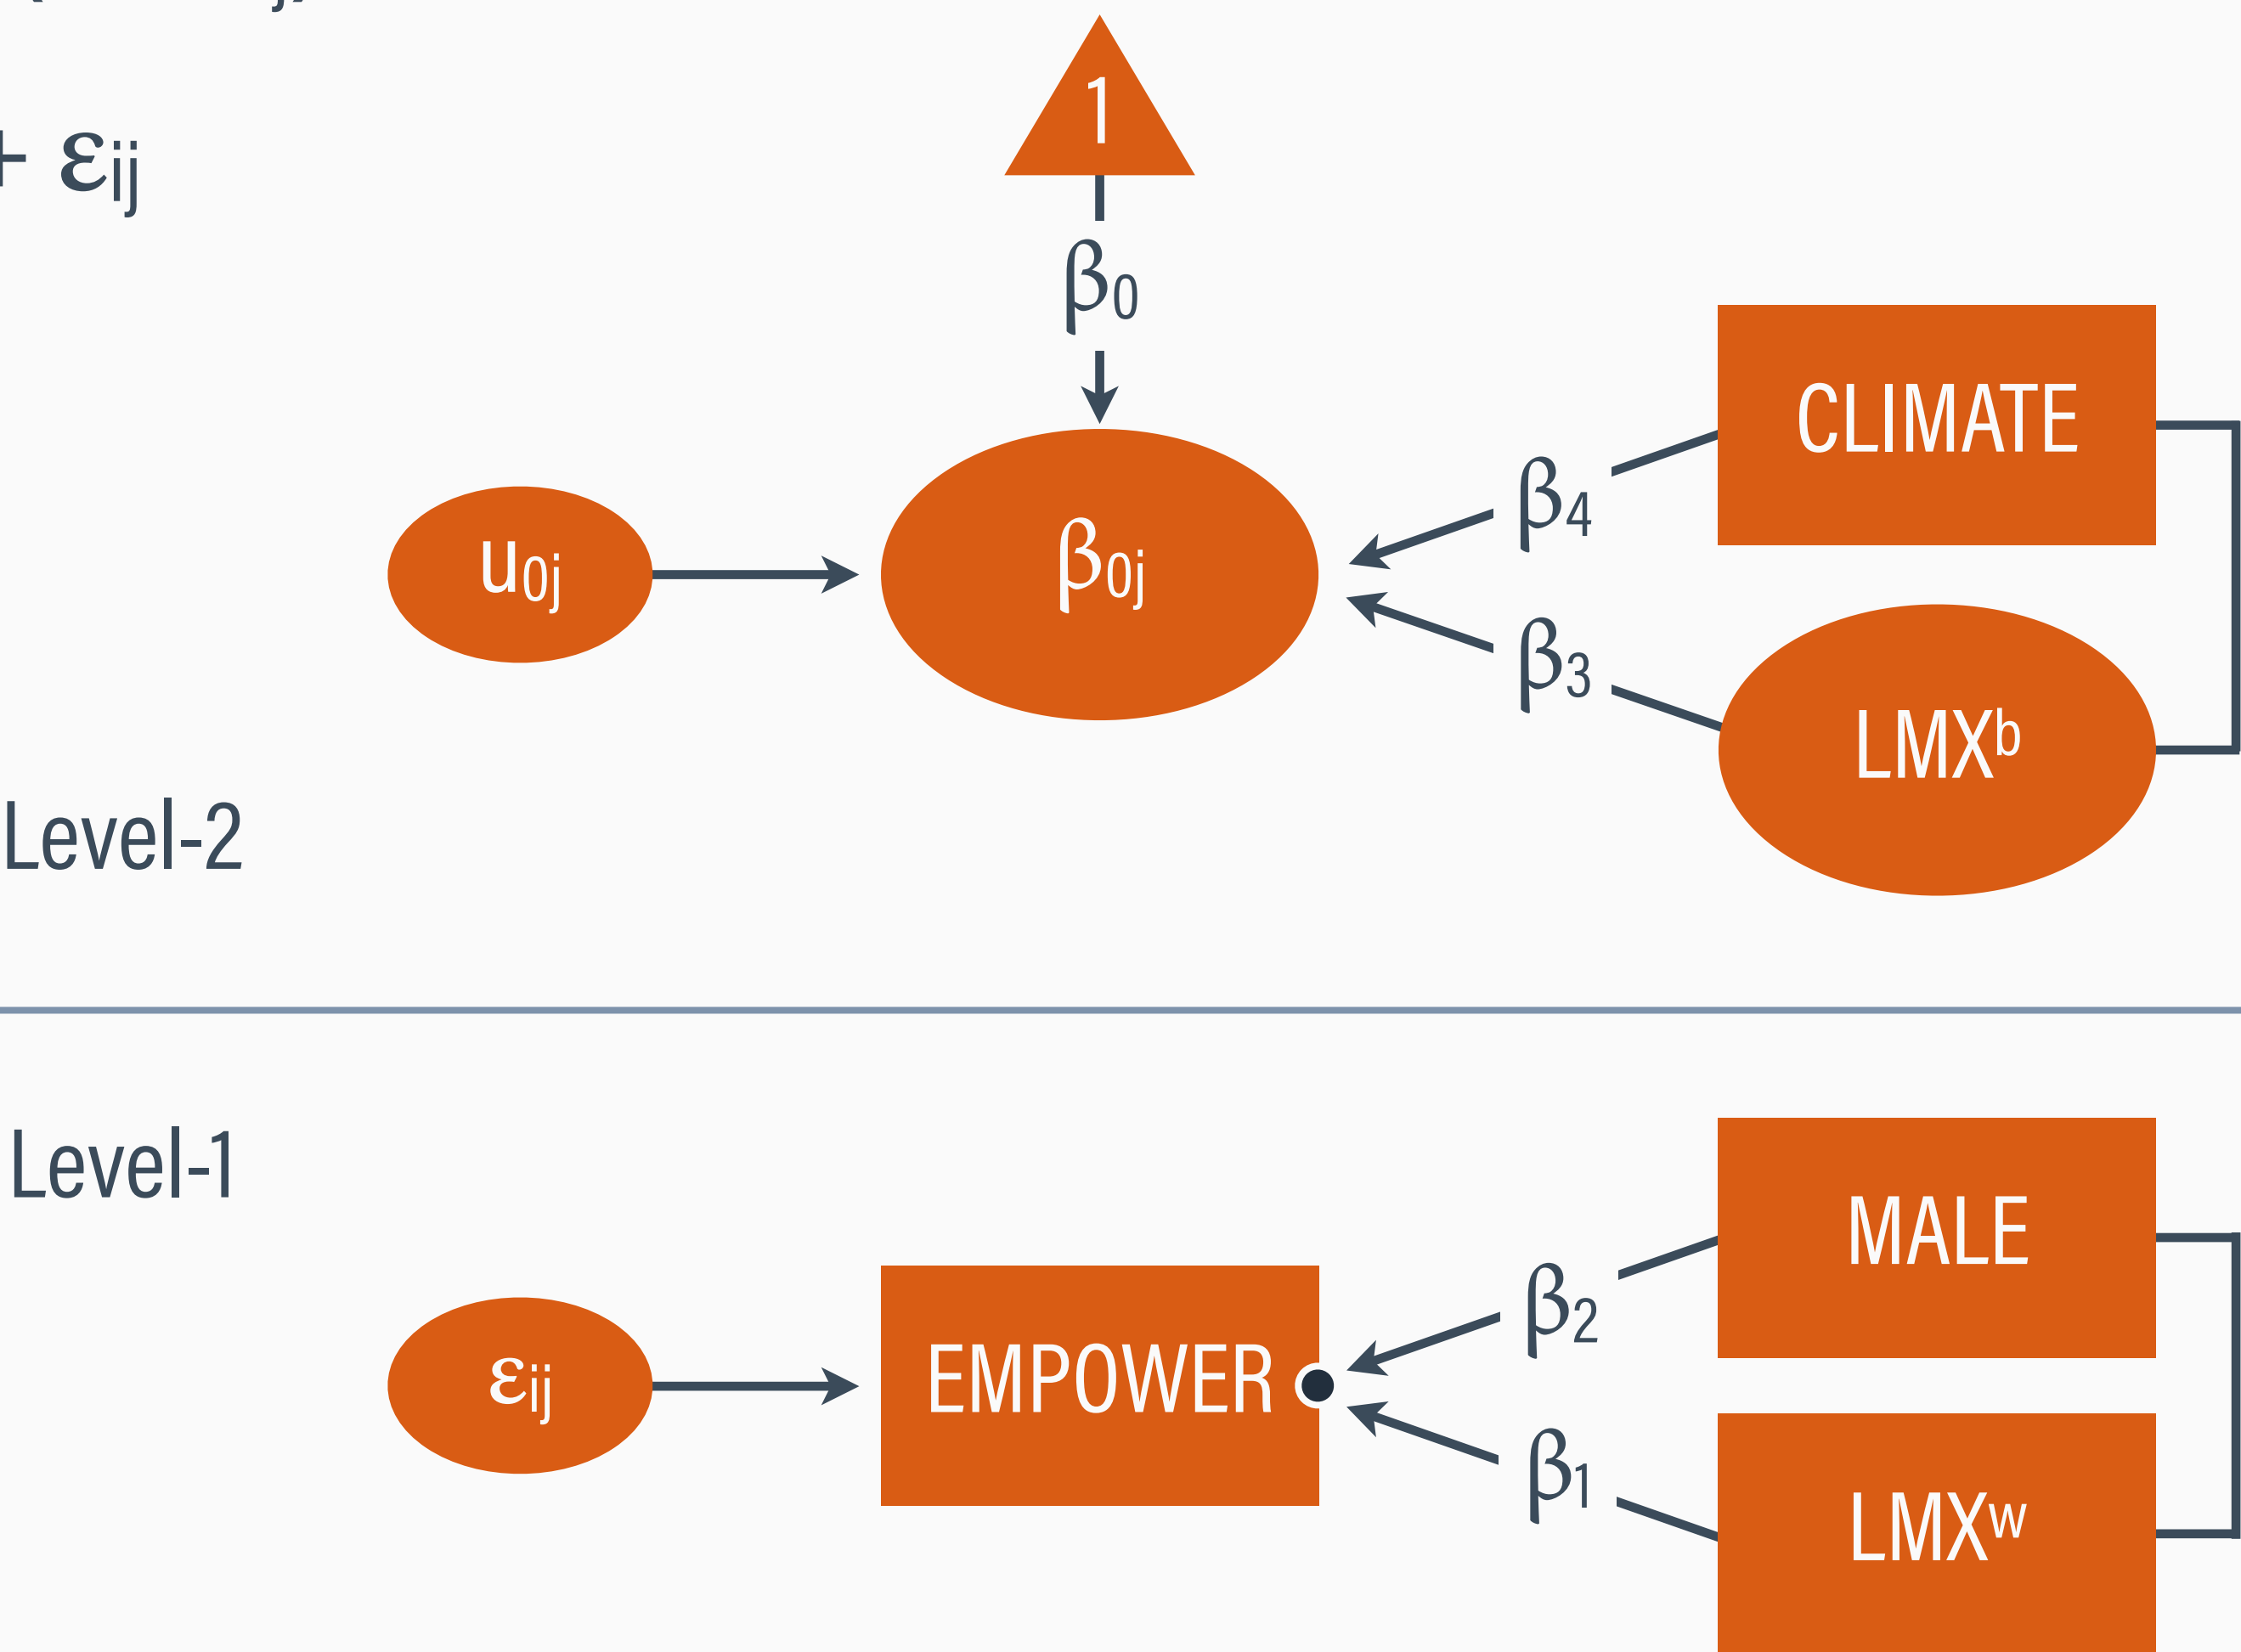 + εij
1
β0
CLIMATE
β4
u0j
β0j
β3
LMXb
Level-2
Level-1
MALE
β2
εij
EMPOWER
β1
LMXw